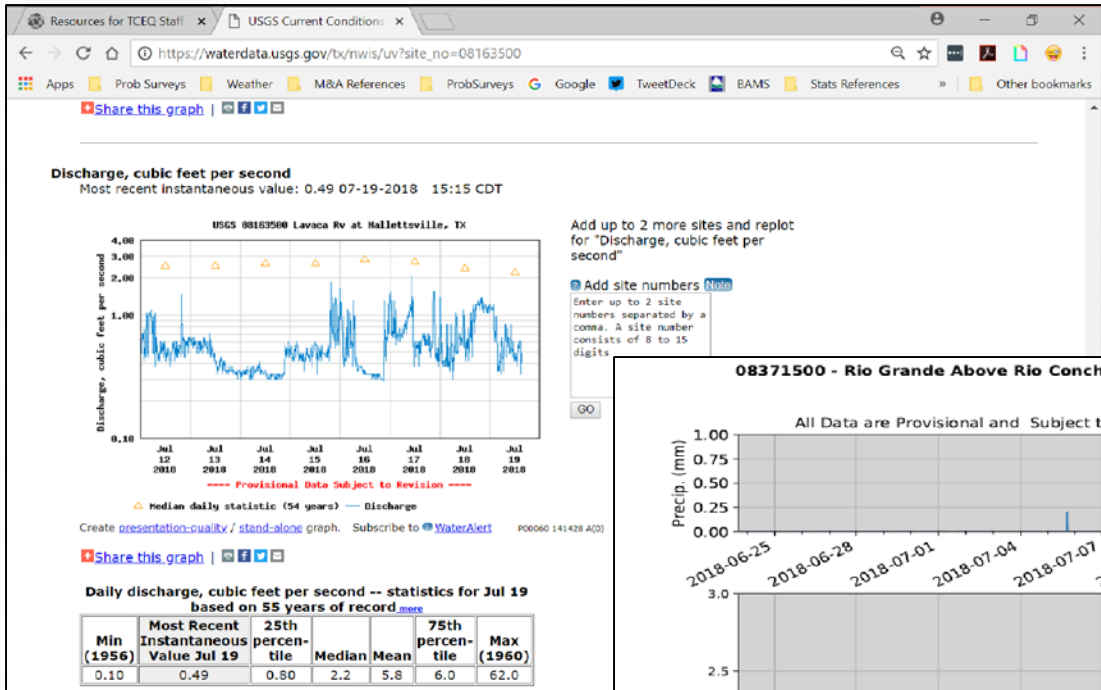 Resources for TCEQ Staff
USGS Current Conditions
https://waterdata.usgs.gov/tx/nwis/uv?site_no=08163500
Apps Prob Surveys Weather M&A References ProbSurveys Google TweetDeck BAMS Stats References » Other bookmarks
Share this graph |
Discharge, cubic feet per second
Most recent instantaneous value: 0.49 07-19-2018 15:15 CDT
USGS 08163500 Lavaca Rv at Hallettsville, TX
Discharge, cubic feet per second
4.00
3.00
2.00
1.00
0.10
Jul Jul Jul Jul Jul Jul Jul Jul
12 13 14 15 16 17 18 19
2018 2018 2018 2018 2018 2018 2018 2018
---- Provisional Data Subject to Revision ----
Median daily statistic (54 years) Discharge
Create presentation-quality / stand-alone graph. Subscribe to WaterAlert P00060 141428 A(0)
Add up to 2 more sites and replot
for "Discharge, cubic feet per
second"
Add site numbers Note
Enter up to 2 site
numbers separated by a
comma. A site number
consists of 8 to 15
digits
GO
Share this graph |
Daily discharge, cubic feet per second -- statistics for Jul 19
based on 55 years of record more
Min (1956) Most Recent Instantaneous Value Jul 19 25th percen-tile Median Mean 75th percen-tile Max (1960)
0.10 0.49 0.80 2.2 5.8 6.0 62.0
08371500 - Rio Grande Above Rio Conch
All Data are Provisional and Subject t
Precip. (mm)
1.00
0.75
0.50
0.25
0.00
2018-06-25 2018-06-28 2018-07-01 2018-07-04 2018-07-07
3.0
2.5